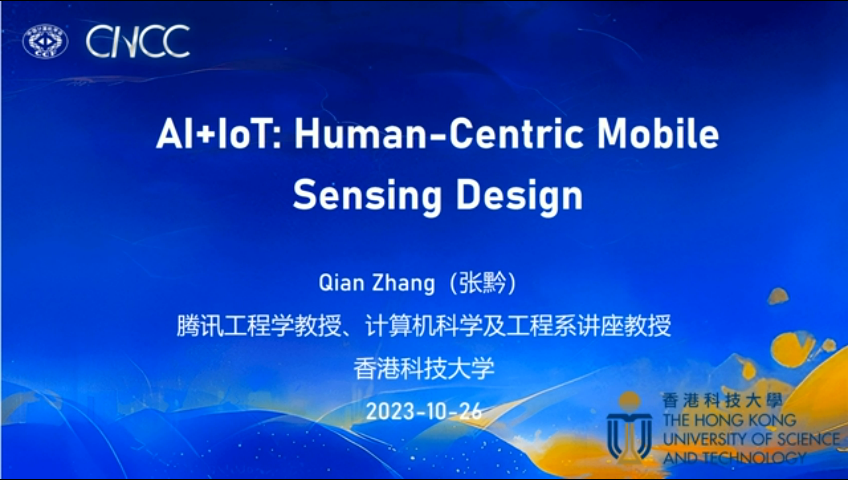 CNCC
AI+IoT: Human-Centric Mobile
Sensing Design
Qian Zhang（张黔）
腾讯工程学教授、计算机科学及工程系讲座教授
香港科技大学
2023-10-26
香港科技大學
THE HONG KONG
UNIVERSITY OF SCIENCE
AND TECHNOLOGY